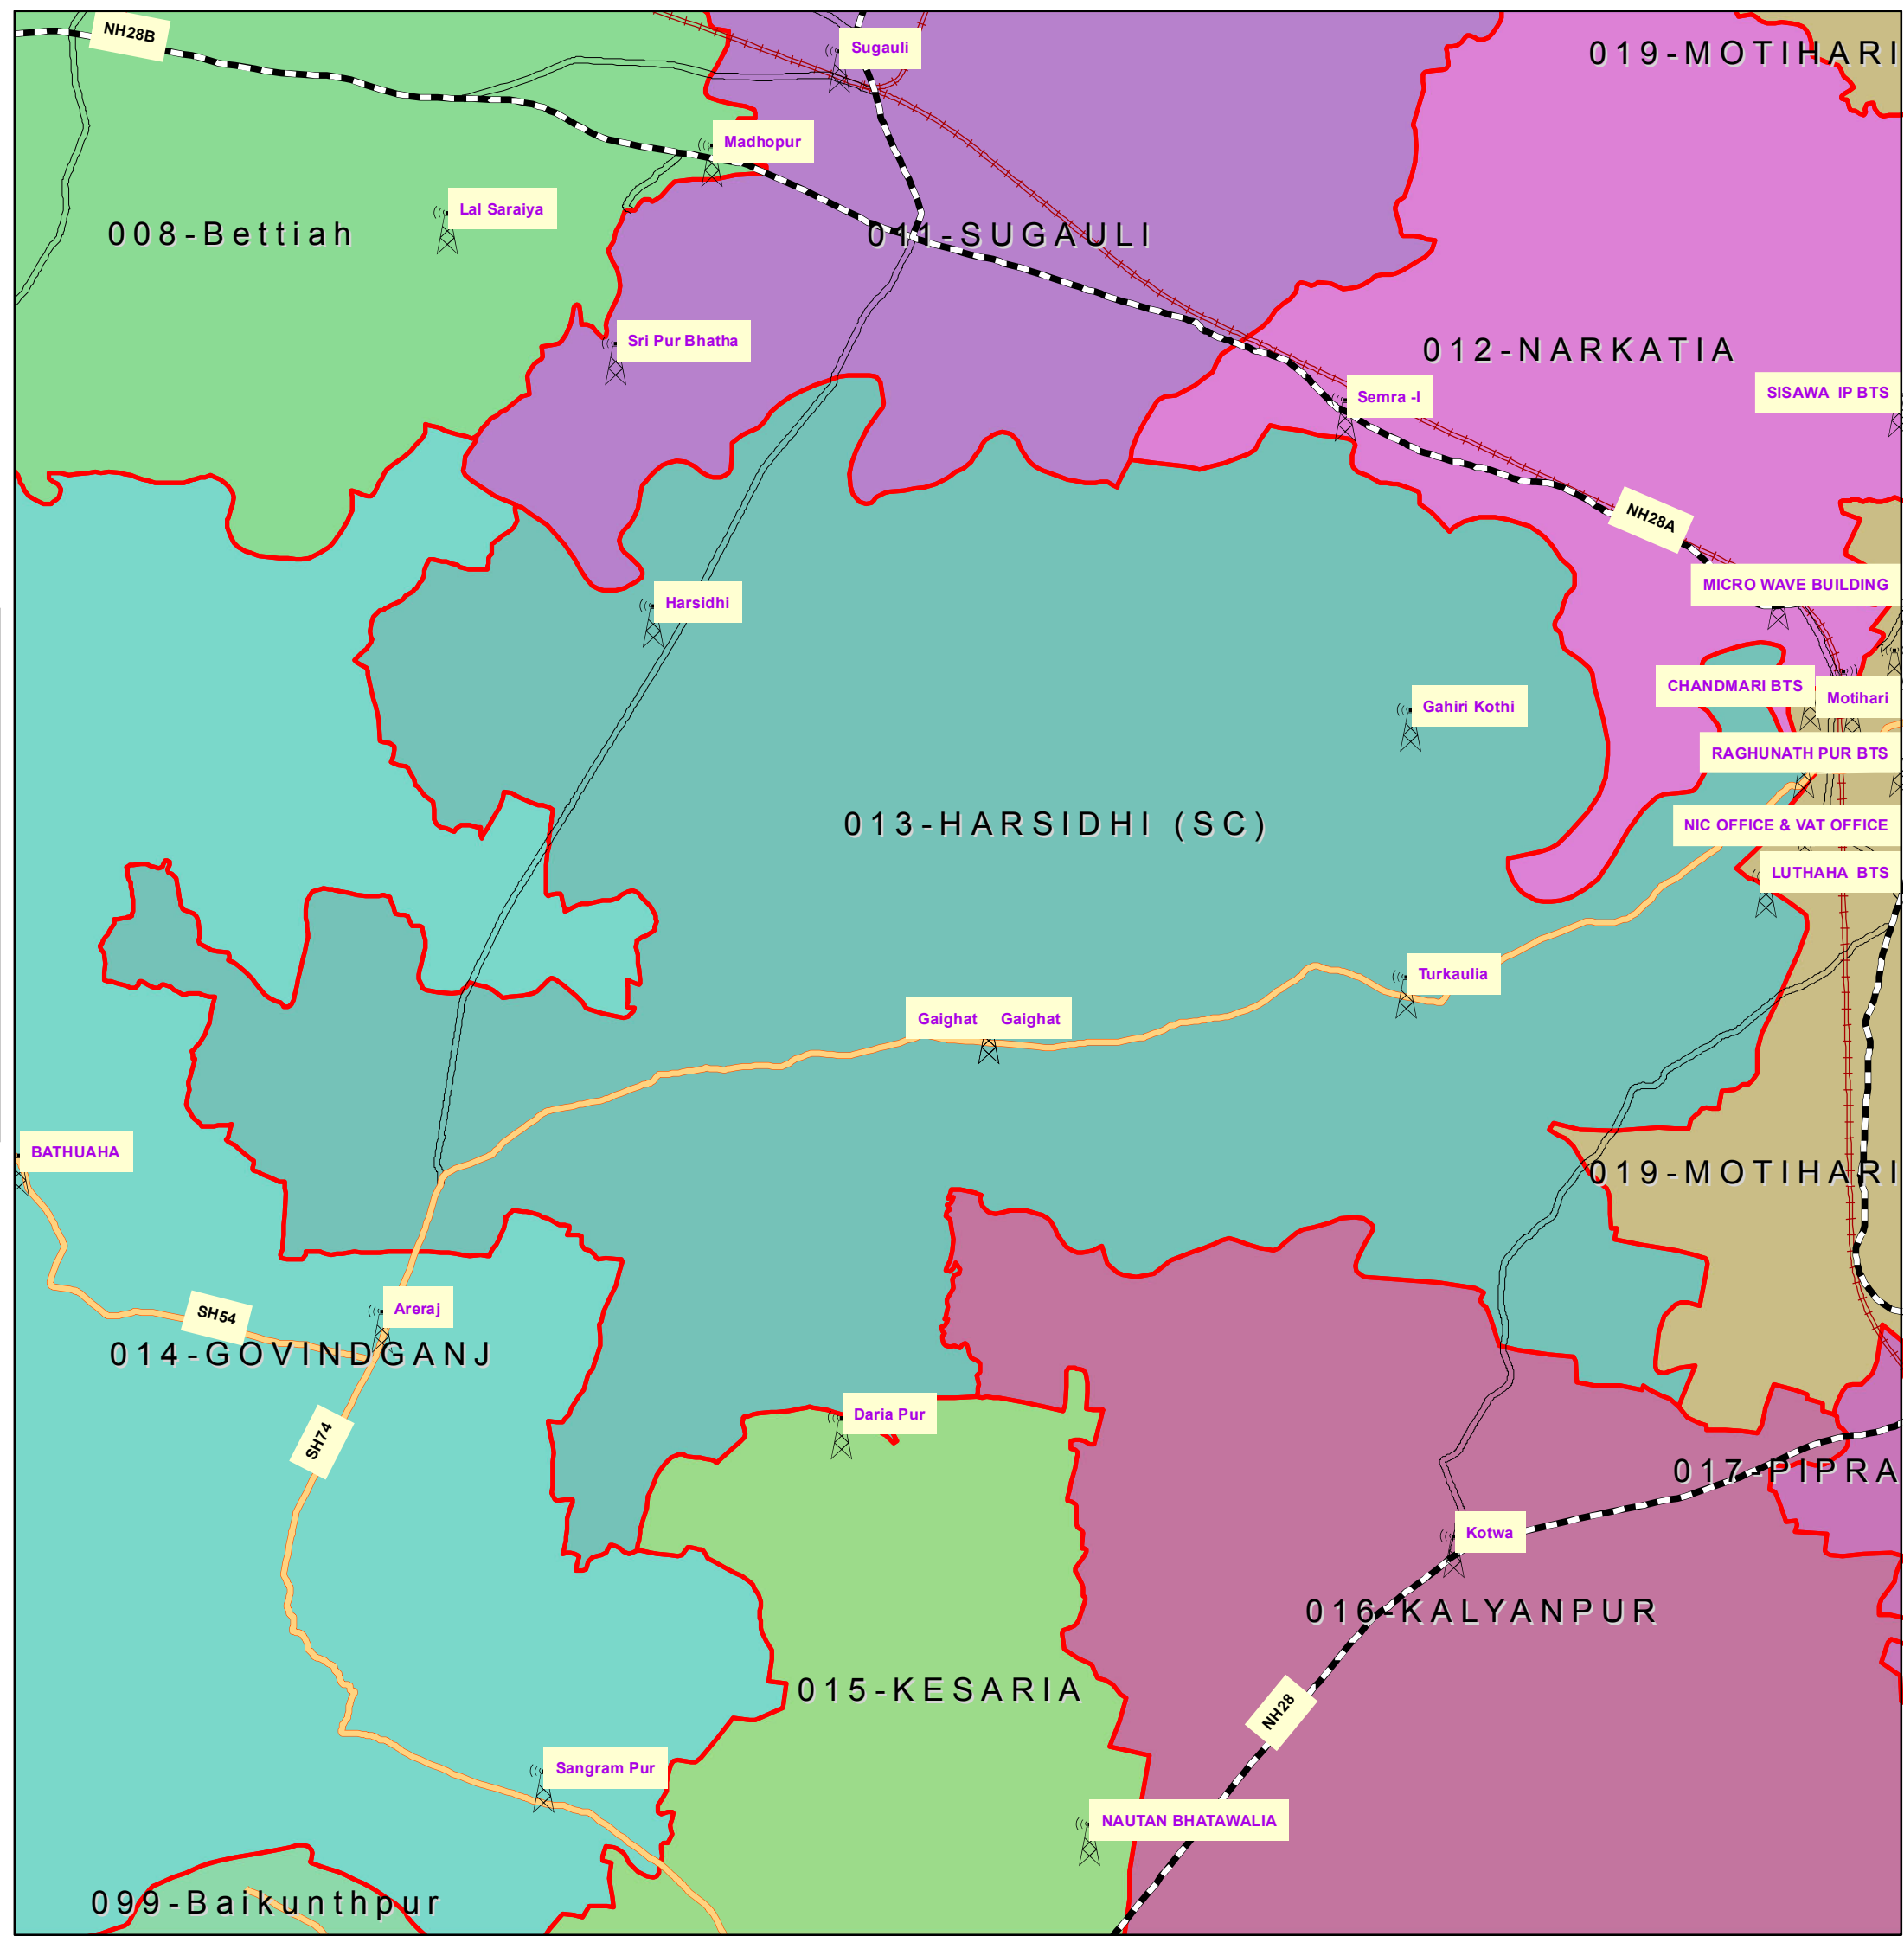 NH28B
Sugauli
019-MOTIHARI
Madhopur
Lal Saraiya
008-Bettiah
011-SUGAULI
Sri Pur Bhatha
012-NARKATIA
SISAWA IP BTS
Semra -I
NH28A
MICRO WAVE BUILDING
Harsidhi
CHANDMARI BTS
Motihari
Gahiri Kothi
RAGHUNATH PUR BTS
013-HARSIDHI (SC)
NIC OFFICE & VAT OFFICE
LUTHAHA BTS
Turkaulia
Gaighat Gaighat
BATHUAHA
019-MOTIHARI
Areraj
SH54
014-GOVINDGANJ
Daria Pur
SH74
017-PIPRA
Kotwa
016-KALYANPUR
015-KESARIA
NH28
Sangram Pur
NAUTAN BHATAWALIA
099-Baikunthpur